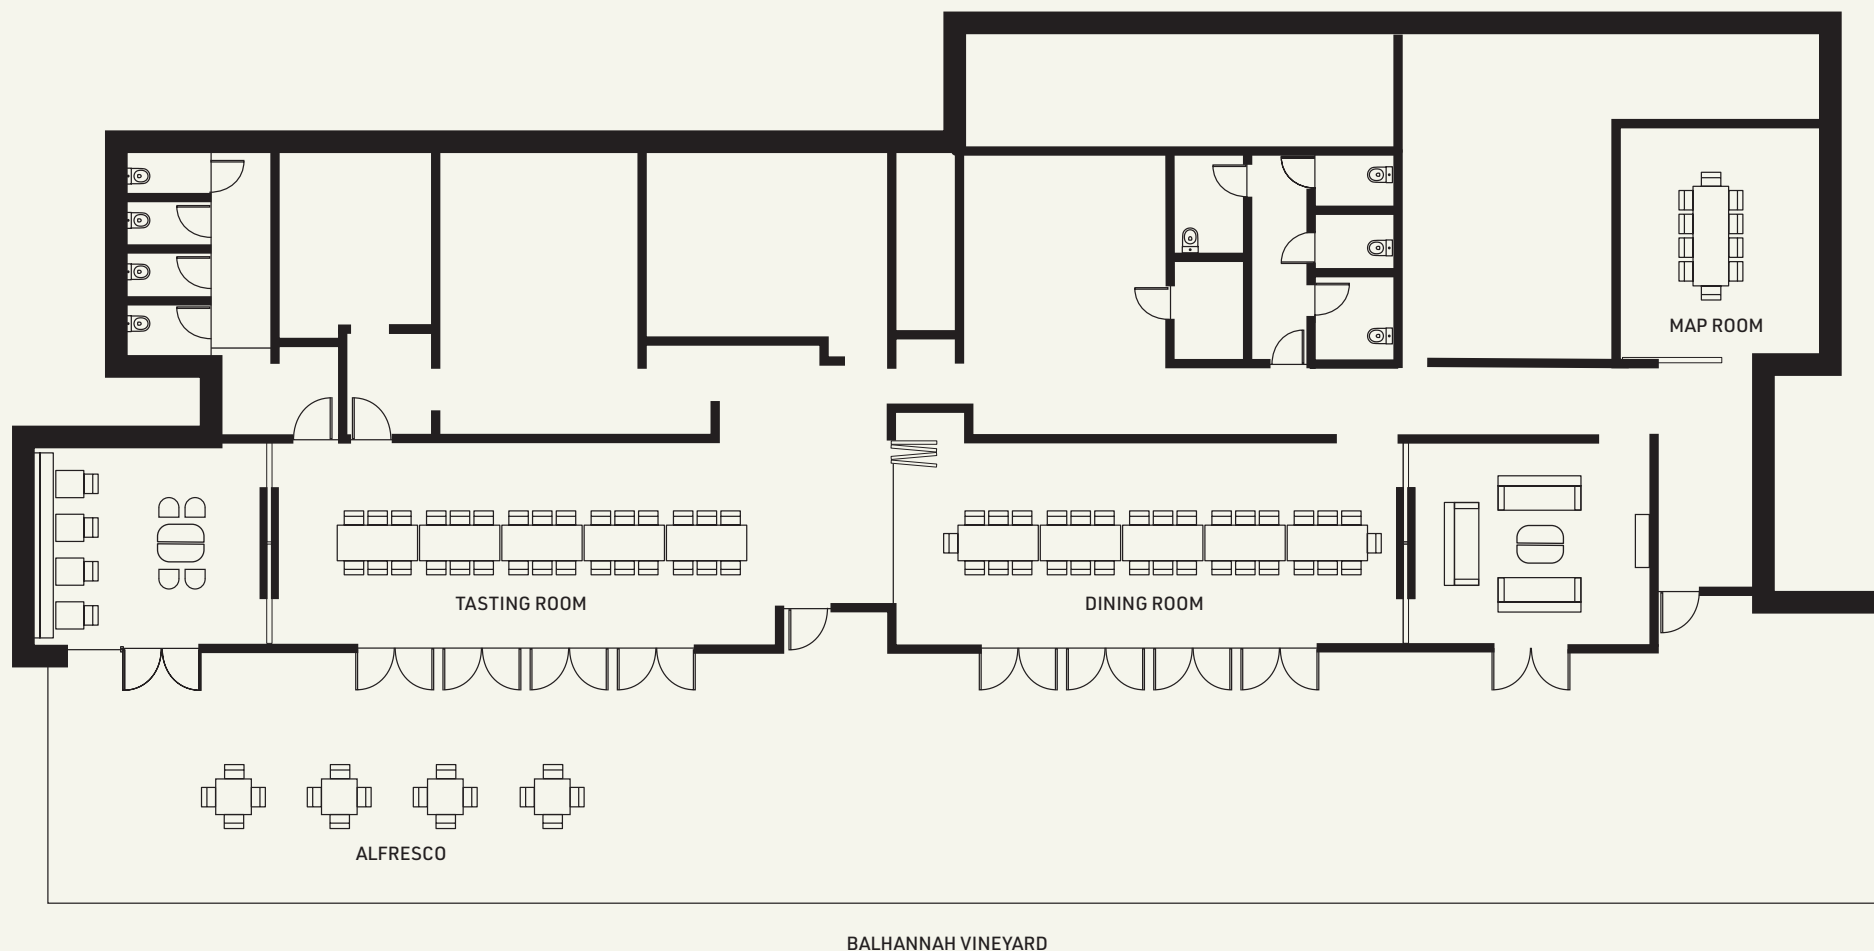 MAP ROOM
TASTING ROOM
DINING ROOM
ALFRESCO
BALHANNAH VINEYARD